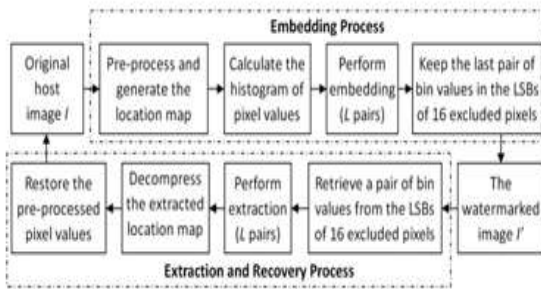 Embedding Process
Original
host
image I
Pre-process and
generate the
location map
Calculate the
histogram of
pixel values
Perform
embedding
(L pairs)
Keep the last pair of
bin values in the LSBs
of 16 excluded pixels
Restore the
pre-processed
pixel values
Decompress
the extracted
location map
Perform
extraction
(L pairs)
Retrieve a pair of bin
values from the LSBs
of 16 excluded pixels
The
watermarked
image I'
Extraction and Recovery Process